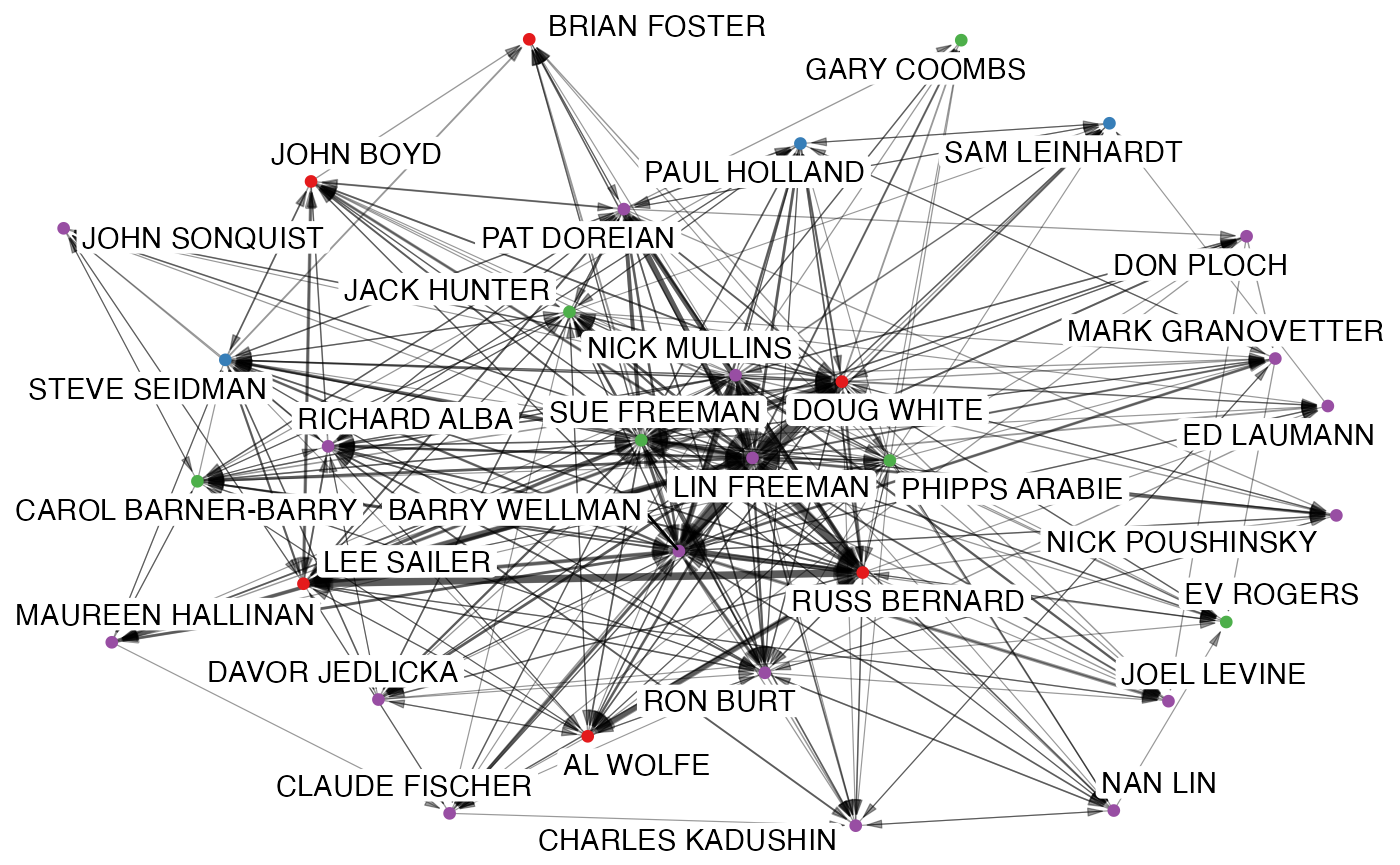 BRIAN FOSTER
GARY COOMBS
JOHN BOYD
PAUL HOLLAND
SAM LEINHARDT
JOHN SONQUIST
PAT DOREIAN
DON PLOCH
JACK HUNTER
NICK MULLINS
MARK GRANOVETTER
STEVE SEIDMAN
RICHARD ALBA
SUE FREEMAN
DOUG WHITE
ED LAUMANN
LIN FREEMAN
PHIPPS ARABIE
CAROL BARNER-BARRY
BARRY WELLMAN
NICK POUSHINSKY
LEE SAILER
MAUREEN HALLINAN
RUSS BERNARD
EV ROGERS
DAVOR JEDLICKA
RON BURT
JOEL LEVINE
AL WOLFE
CLAUDE FISCHER
NAN LIN
CHARLES KADUSHIN